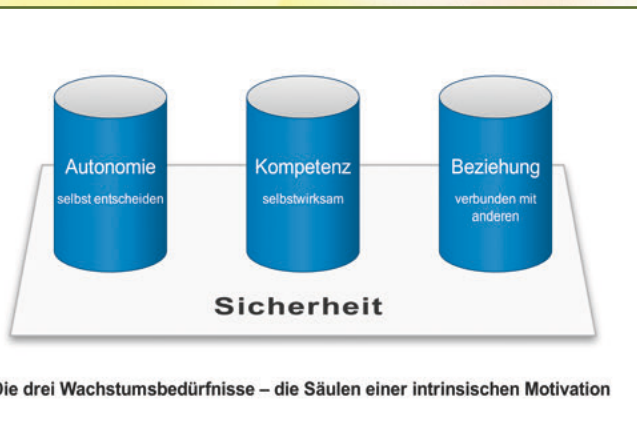 Autonomie
selbst entscheiden
Kompetenz
selbstwirksam
Beziehung
verbunden mit
anderen
Sicherheit
Die drei Wachstumsbedürfnisse – die Säulen einer intrinsischen Motivation